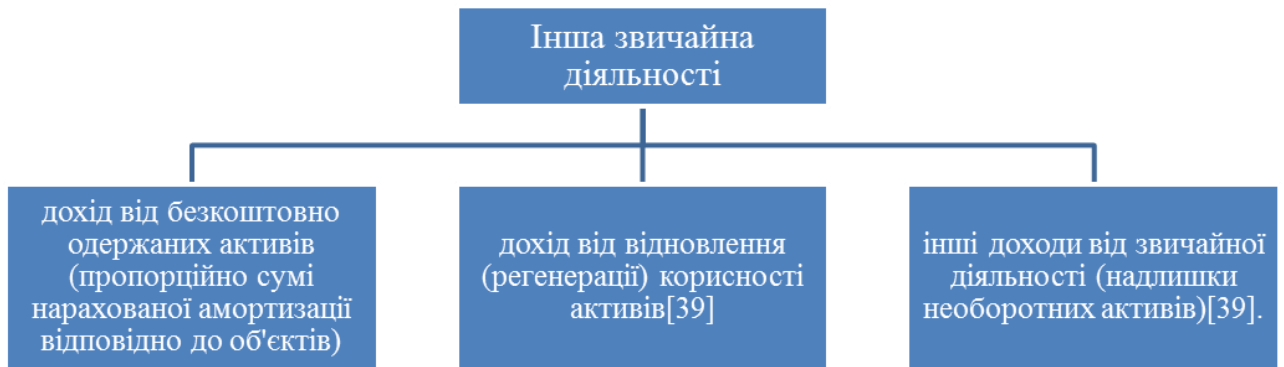 Інша звичайна
діяльності
дохід від безкоштовно
одержаних активів
(пропорційно сумі
нарахованої амортизації
відповідно до об'єктів)
дохід від відновлення
(регенерації) корисності
активів[39]
інші доходи від звичайної
діяльності (надлишки
необоротних активів)[39].